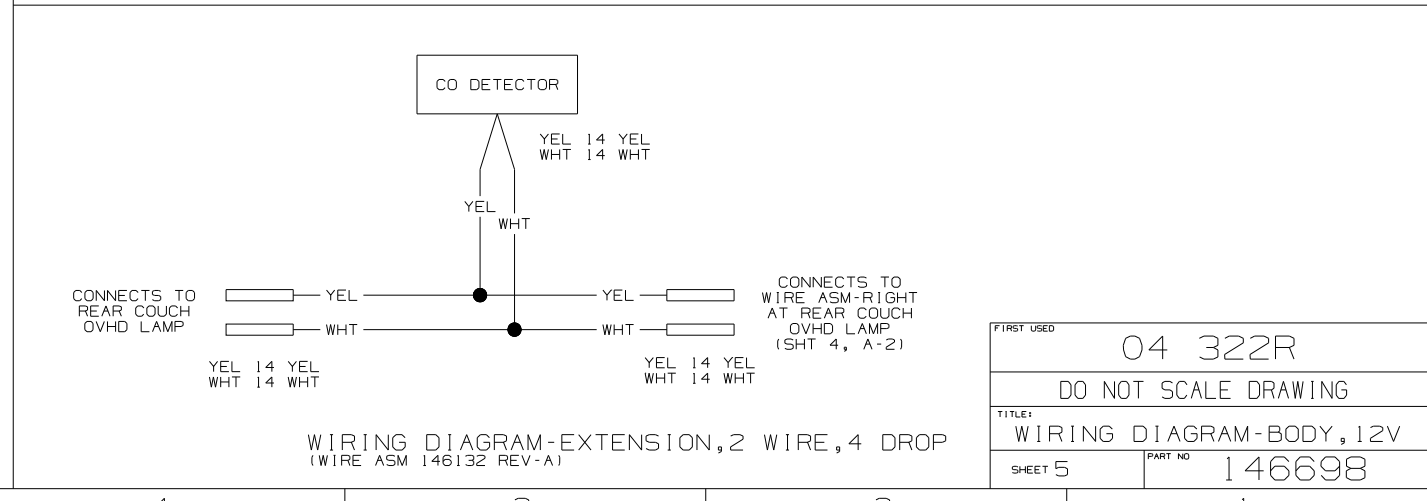 CO DETECTOR
YEL 14 YEL
WHT 14 WHT
YEL
WHT
CONNECTS TO
REAR COUCH
OVHD LAMP
YEL
WHT
YEL
WHT
CONNECTS TO
WIRE ASM-RIGHT
AT REAR COUCH
OVHD LAMP
(SHT 4, A-2)
YEL 14 YEL
WHT 14 WHT
YEL 14 YEL
WHT 14 WHT
WIRING DIAGRAM-EXTENSION,2 WIRE,4 DROP
(WIRE ASM 146132 REV-A)
FIRST USED
04 322R
DO NOT SCALE DRAWING
TITLE:
WIRING DIAGRAM-BODY,12V
SHEET 5
PART NO
146698